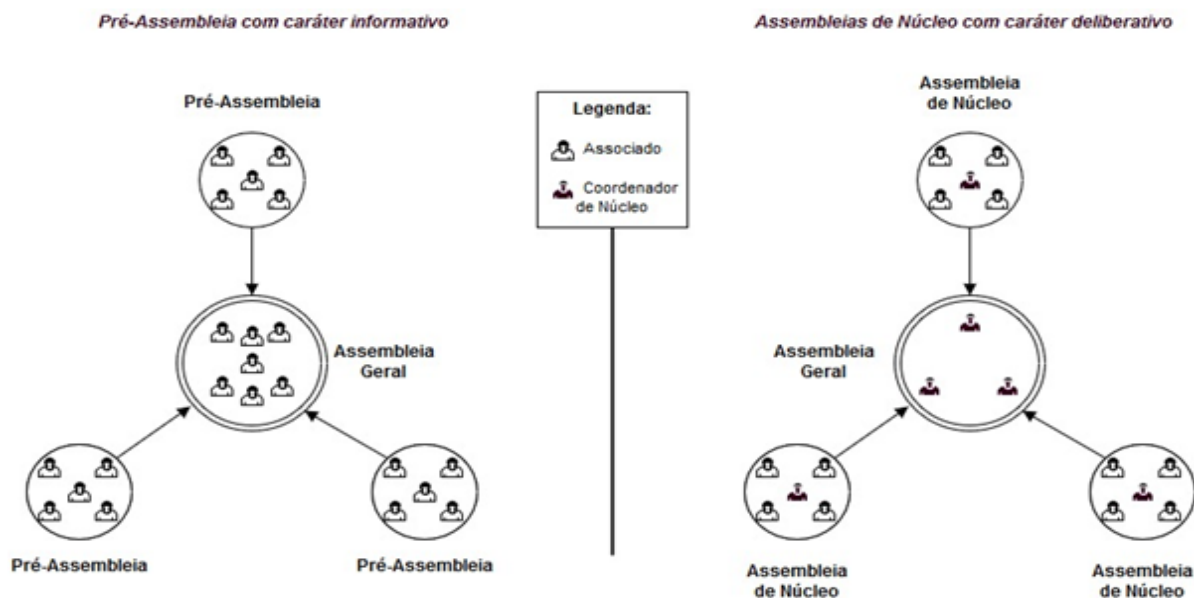 Pré-Assembleia com caráter informativo
Pré-Assembleia
Assembleia
Geral
Pré-Assembleia
Pré-Assembleia
Legenda:
Associado
Coordenador
de Núcleo
Assembleias de Núcleo com caráter deliberativo
Assembleia
de Núcleo
Assembleia
Geral
Assembleia
de Núcleo
Assembleia
de Núcleo